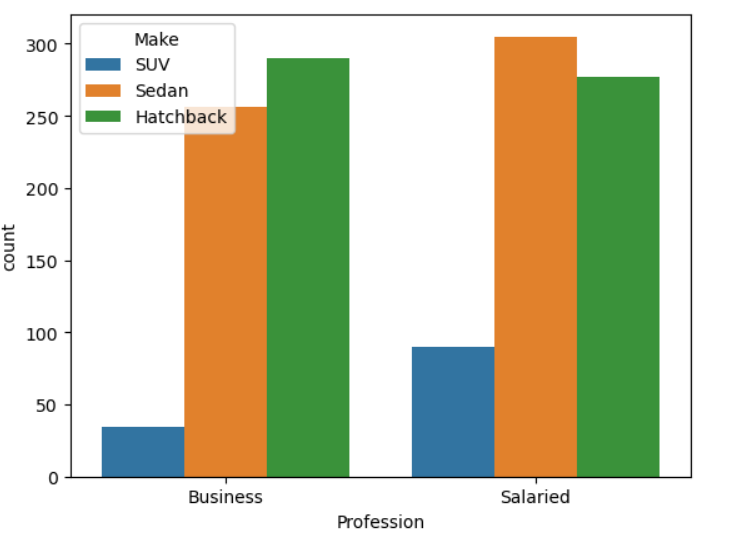 Make
SUV
Sedan
Hatchback
300
250
200
150
100
50
0
count
Business Salaried
Profession